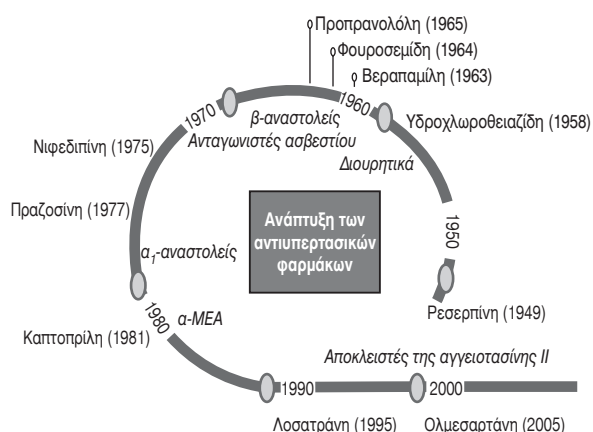 Προπρανολόλη (1965)
Φουροσεμίδη (1964)
Βεραπαμίλη (1963)
1970
1960
β-αναστολείς
Ανταγωνιστές ασβεστίου
Υδροχλωροθειαζίδη (1958)
Νιφεδιπίνη (1975)
Διουρητικά
Πραζοσίνη (1977)
Ανάπτυξη των
αντιυπερτασικών
φαρμάκων
1950
α1-αναστολείς
Ρεσερπίνη (1949)
1980
α-ΜΕΑ
Καπτοπρίλη (1981)
Αποκλειστές της αγγειοτασίνης ΙΙ
1990
2000
Λοσατράνη (1995)
Ολμεσαρτάνη (2005)